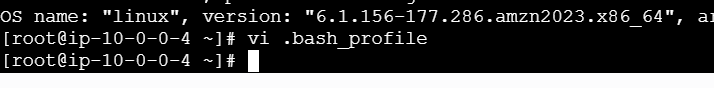 OS name: "linux", version: "6.1.156-177.286.amzn2023.x86_64", ar
[root@ip-10-0-0-4 ~]# vi .bash_profile
[root@ip-10-0-0-4 ~]#